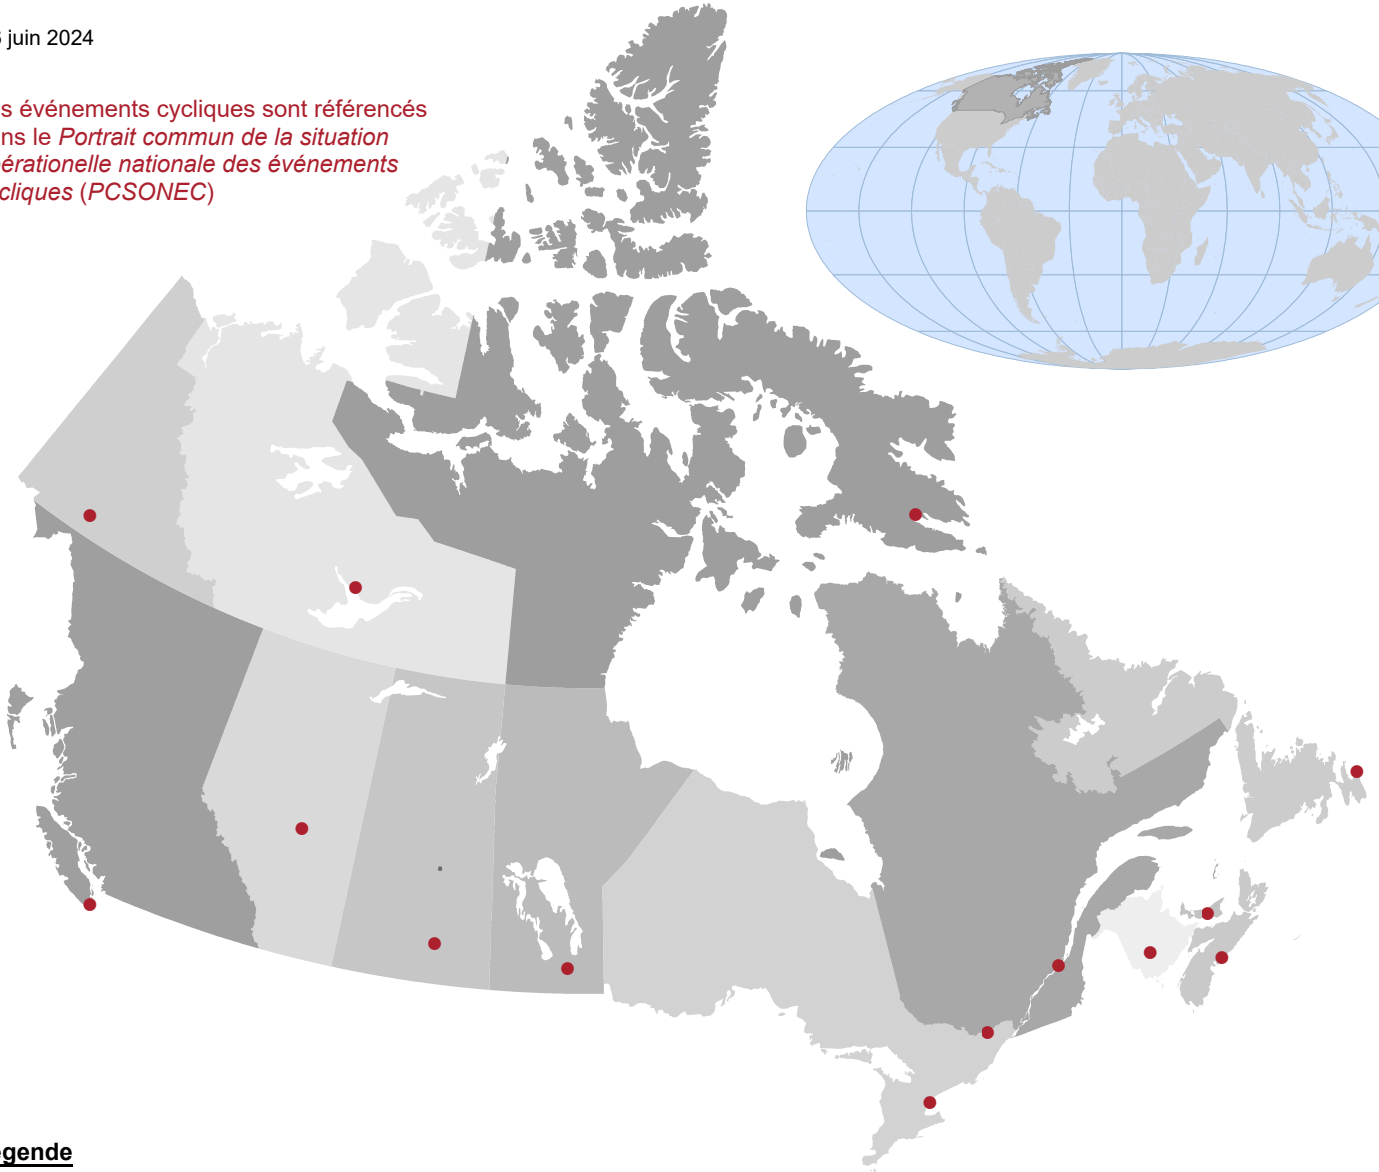 juin 2024
s événements cycliques sont référencés
ns le Portrait commun de la situation
érationelle nationale des événements
cliques (PCSONEC)
gende